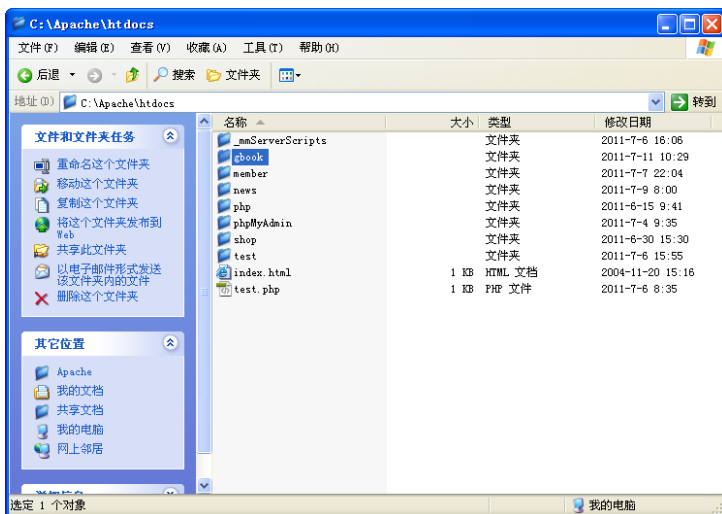 C:\Apache\htdocs
文件(F) 编辑(E) 查看(V) 收藏(A) 工具(T) 帮助(H)
后退 搜索 文件夹
地址(D) C:\Apache\htdocs 转到
名称 大小 类型 修改日期
文件和文件夹任务
重命名这个文件夹
移动这个文件夹
复制这个文件夹
将这个文件夹发布到
Web
共享此文件夹
以电子邮件形式发送
该文件夹内的文件
删除这个文件夹
其它位置
Apache
我的文档
共享文档
我的电脑
网上邻居
_mmServerScripts 文件夹 2011-7-6 16:06
gbook 文件夹 2011-7-11 10:29
member 文件夹 2011-7-7 22:04
news 文件夹 2011-7-9 8:00
php 文件夹 2011-6-15 9:41
phpMyAdmin 文件夹 2011-7-4 9:35
shop 文件夹 2011-6-30 15:30
test 文件夹 2011-7-6 15:55
index.html 1 KB HTML 文档 2004-11-20 15:16
test.php 1 KB PHP 文件 2011-7-6 8:35
选定 1 个对象 我的电脑